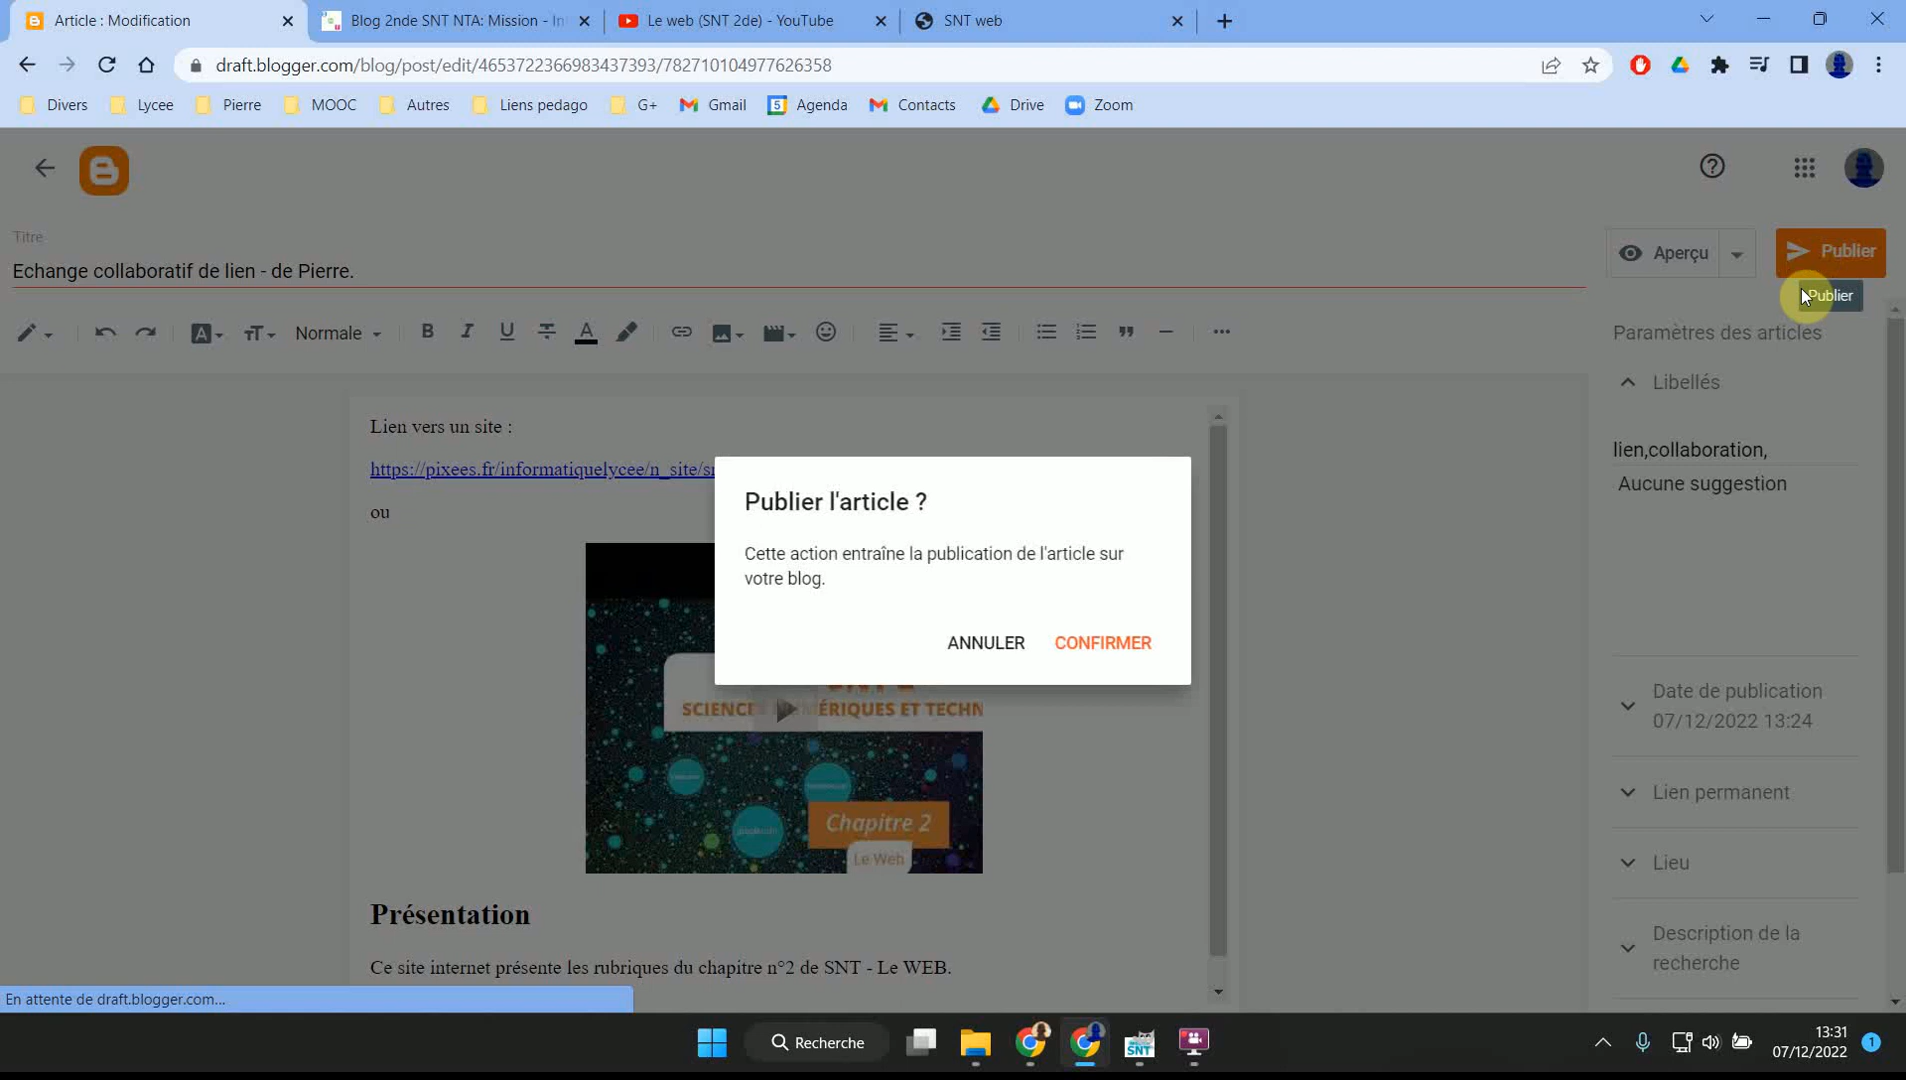 Article : Modification
Blog 2nde SNT NTA: Mission - In
Le web (SNT 2de) - YouTube
SNT web
draft.blogger.com/blog/post/edit/4653722366983437393/782710104977626358
Divers
Lycee
Pierre
MOOC
Autres
Liens pedago
G+
Gmail
5
Agenda
Contacts
Drive
Zoom
Titre
Echange collaboratif de lien - de Pierre.
Aperçu
Publier
Publier
Normale
B
I
U
A
Paramètres des articles
Libellés
lien,collaboration,
Aucune suggestion
Lien vers un site :
https://pixees.fr/informatiquelycee/n_site/sn
ou
Publier l'article ?
Cette action entraîne la publication de l'article sur
votre blog.
ANNULER
CONFIRMER
Chapitre 2
Le Web
Présentation
Ce site internet présente les rubriques du chapitre n°2 de SNT - Le WEB.
Date de publication
07/12/2022 13:24
Lien permanent
Lieu
Description de la
recherche
En attente de draft.blogger.com...
Recherche
SNT
13:31
07/12/2022
1